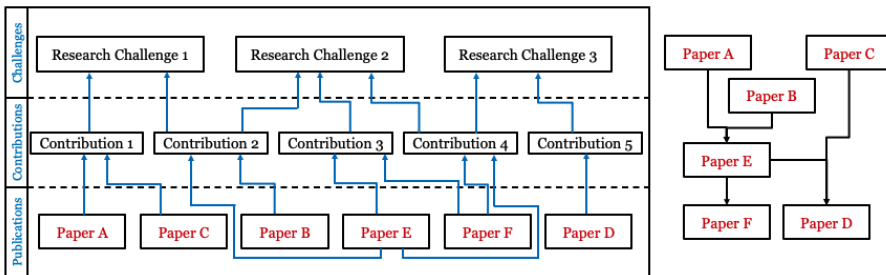 Challenges
Research Challenge 1
Research Challenge 2
Research Challenge 3
Contributions
Contribution 1
Contribution 2
Contribution 3
Contribution 4
Contribution 5
Publications
Paper A
Paper C
Paper B
Paper E
Paper F
Paper D
Paper A
Paper C
Paper B
Paper E
Paper F
Paper D